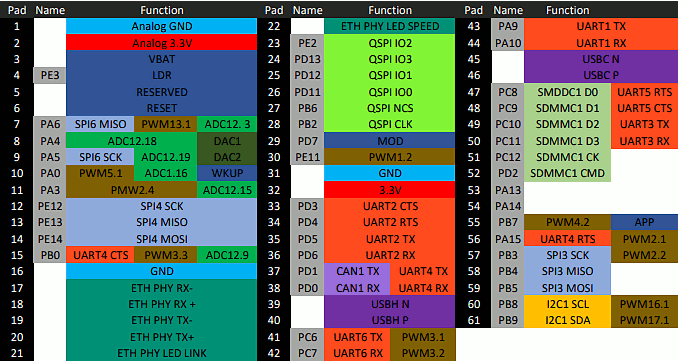 Pad Name Function Pad Name Function Pad Name Function
1 Analog GND 22 ETH PHY LED SPEED 43 PA9 UART1 TX
2 Analog 3.3V 23 PE2 QSPI IO2 44 PA10 UART1 RX
3 VBAT 24 PD13 QSPI IO3 45 USBC N
4 PE3 LDR 25 PD12 QSPI IO1 46 USBC P
5 RESERVED 26 PD11 QSPI IO0 47 PC8 SMDDC1 D0 UART5 RTS
6 RESET 27 PB6 QSPI NCS 48 PC9 SDMMC1 D1 UART5 CTS
7 PA6 SPI6 MISO PWM13.1 ADC12. 3 28 PB2 QSPI CLK 49 PC10 SDMMC1 D2 UART3 TX
8 PA4 ADC12.18 DAC1 29 PD7 MOD 50 PC11 SDMMC1 D3 UART3 RX
9 PA5 SPI6 SCK ADC12.19 DAC2 30 PE11 PWM1.2 51 PC12 SDMMC1 CK
10 PA0 PWM5.1 ADC1.16 WKUP 31 GND 52 PD2 SDMMC1 CMD
11 PA3 PMW2.4 ADC12.15 32 3.3V 53 PA13
12 PE12 SPI4 SCK 33 PD3 UART2 CTS 54 PA14
13 PE13 SPI4 MISO 34 PD4 UART2 RTS 55 PB7 PWM4.2 APP
14 PE14 SPI4 MOSI 35 PD5 UART2 TX 56 PA15 UART4 RTS PWM2.1
15 PB0 UART4 CTS PWM3.3 ADC12.9 36 PD6 UART2 RX 57 PB3 SPI3 SCK PWM2.2
16 GND 37 PD1 CAN1 TX UART4 TX 58 PB4 SPI3 MISO
17 ETH PHY RX- 38 PD0 CAN1 RX UART4 RX 59 PB5 SPI3 MOSI
18 ETH PHY RX + 39 USBH N 60 PB8 I2C1 SCL PWM16.1
19 ETH PHY TX- 40 USBH P 61 PB9 I2C1 SDA PWM17.1
20 ETH PHY TX+ 41 PC6 UART6 TX PWM3.1
21 ETH PHY LED LINK 42 PC7 UART6 RX PWM3.2